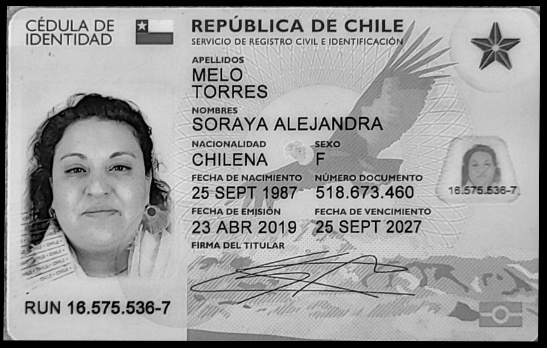 CÉDULA DE
IDENTIDAD
REPÚBLICA DE CHILE
SERVICIO DE REGISTRO CIVIL E IDENTIFICACIÓN
APELLIDOS
MELO
TORRES
NOMBRES
SORAYA ALEJANDRA
NACIONALIDAD SEXO
CHILENA F
FECHA DE NACIMIENTO NÚMERO DOCUMENTO
25 SEPT 1987 518.673.460
FECHA DE EMISIÓN FECHA DE VENCIMIENTO
23 ABR 2019 25 SEPT 2027
FIRMA DEL TITULAR
16.575.536-7
RUN 16.575.536-7